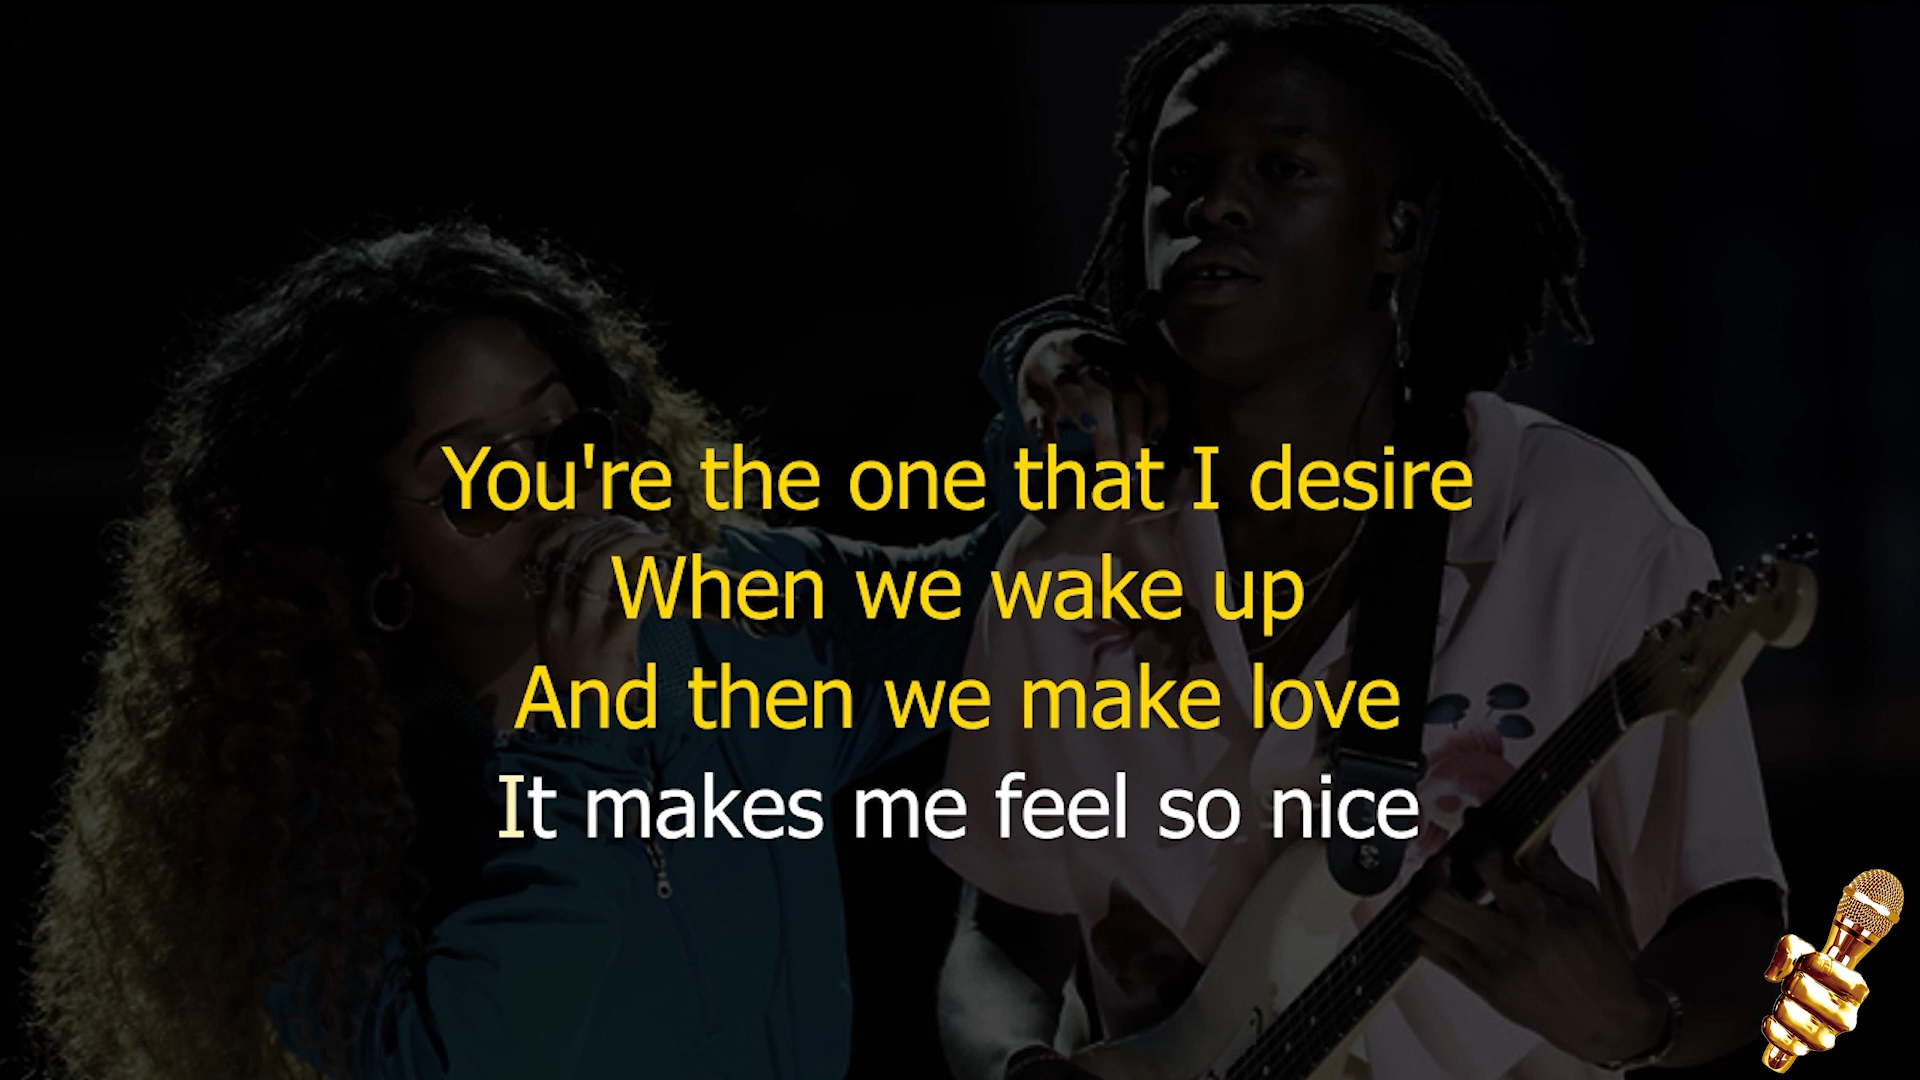 You're the one that I desire
When we wake up
And then we make love
It makes me feel so nice